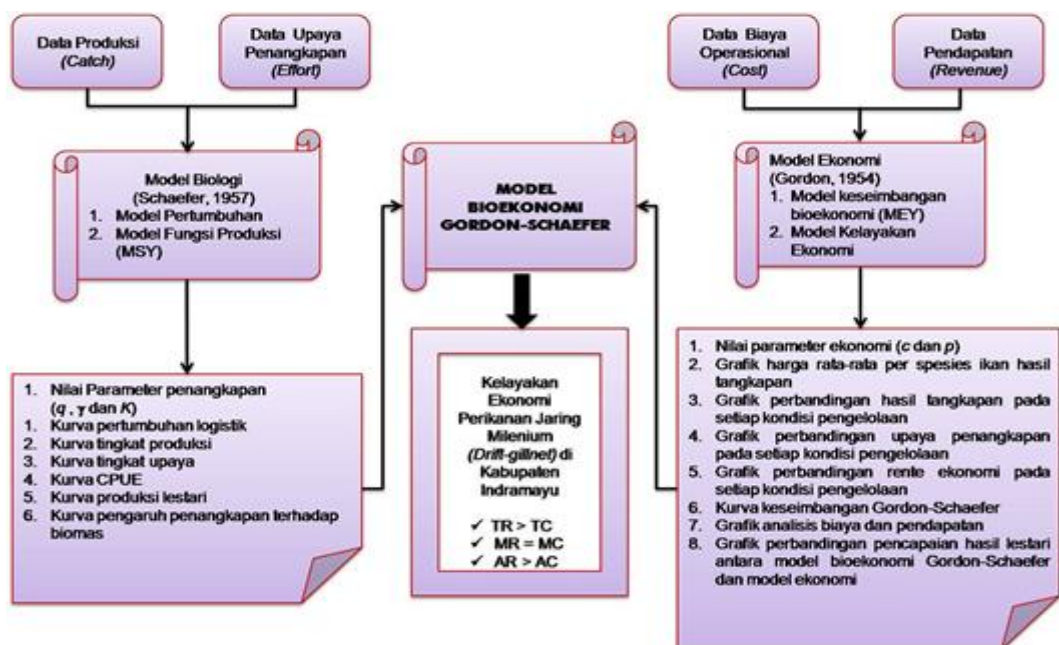 Data Produksi
(Catch)
Data Upaya
Penangkapan
(Effort)
Data Biaya
Operasional
(Cost)
Data
Pendapatan
(Revenue)
Model Biologi
(Schaefer, 1957)
1. Model Pertumbuhan
2. Model Fungsi Produksi
(MSY)
MODEL
BIOEKONOMI
GORDON-SCHAEFER
Model Ekonomi
(Gordon, 1954)
1. Model keseimbangan
bioekonomi (MEY)
2. Model Kelayakan
Ekonomi
1. Nilai Parameter penangkapan
(q , γ dan K)
1. Kurva pertumbuhan logistik
2. Kurva tingkat produksi
3. Kurva tingkat upaya
4. Kurva CPUE
5. Kurva produksi lestari
6. Kurva pengaruh penangkapan terhadap
biomas
Kelayakan
Ekonomi
Perikanan Jaring
Milenium
(Drift-gillnet) di
Kabupaten
Indramayu
✓ TR > TC
✓ MR = MC
✓ AR > AC
1. Nilai parameter ekonomi (c dan p)
2. Grafik harga rata-rata per spesies ikan hasil
tangkapan
3. Grafik perbandingan hasil tangkapan pada
setiap kondisi pengelolaan
4. Grafik perbandingan upaya penangkapan
pada setiap kondisi pengelolaan
5. Grafik perbandingan rente ekonomi pada
setiap kondisi pengelolaan
6. Kurva keseimbangan Gordon-Schaefer
7. Grafik analisis biaya dan pendapatan
8. Grafik perbandingan pencapaian hasil lestari
antara model bioekonomi Gordon-Schaefer
dan model ekonomi